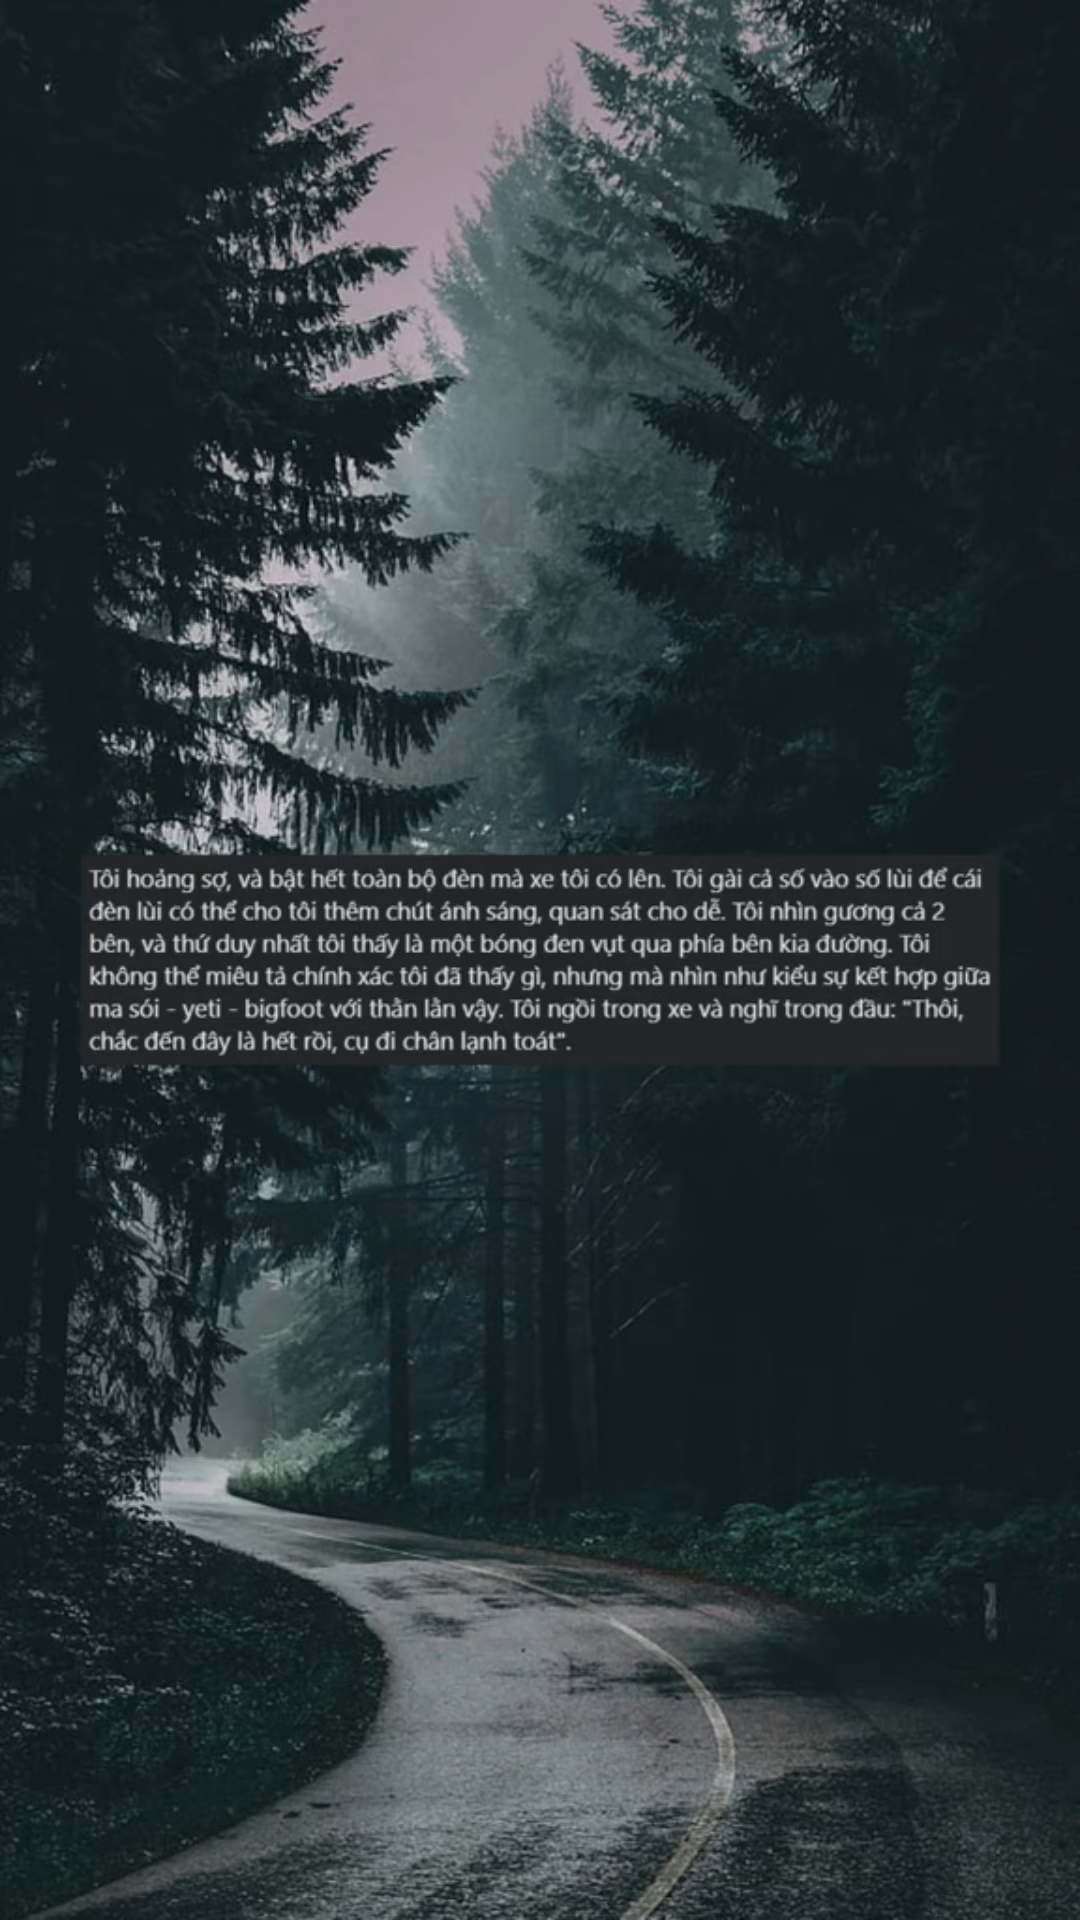 Tôi hoảng sợ, và bật hết toàn bộ đèn mà xe tôi có lên. Tôi gài cả số vào số lùi để cái
đèn lùi có thể cho tôi thêm chút ánh sáng, quan sát cho dễ. Tôi nhìn gương cả 2
bên, và thứ duy nhất tôi thấy là một bóng đen vụt qua phía bên kia đường. Tôi
không thể miêu tả chính xác tôi đã thấy gì, nhưng mà nhìn như kiểu sự kết hợp giữa
ma sói - yeti - bigfoot với thằn lằn vậy. Tôi ngồi trong xe và nghĩ trong đầu: "Thôi,
chắc đến đây là hết rồi, cụ đi chân lạnh toát".